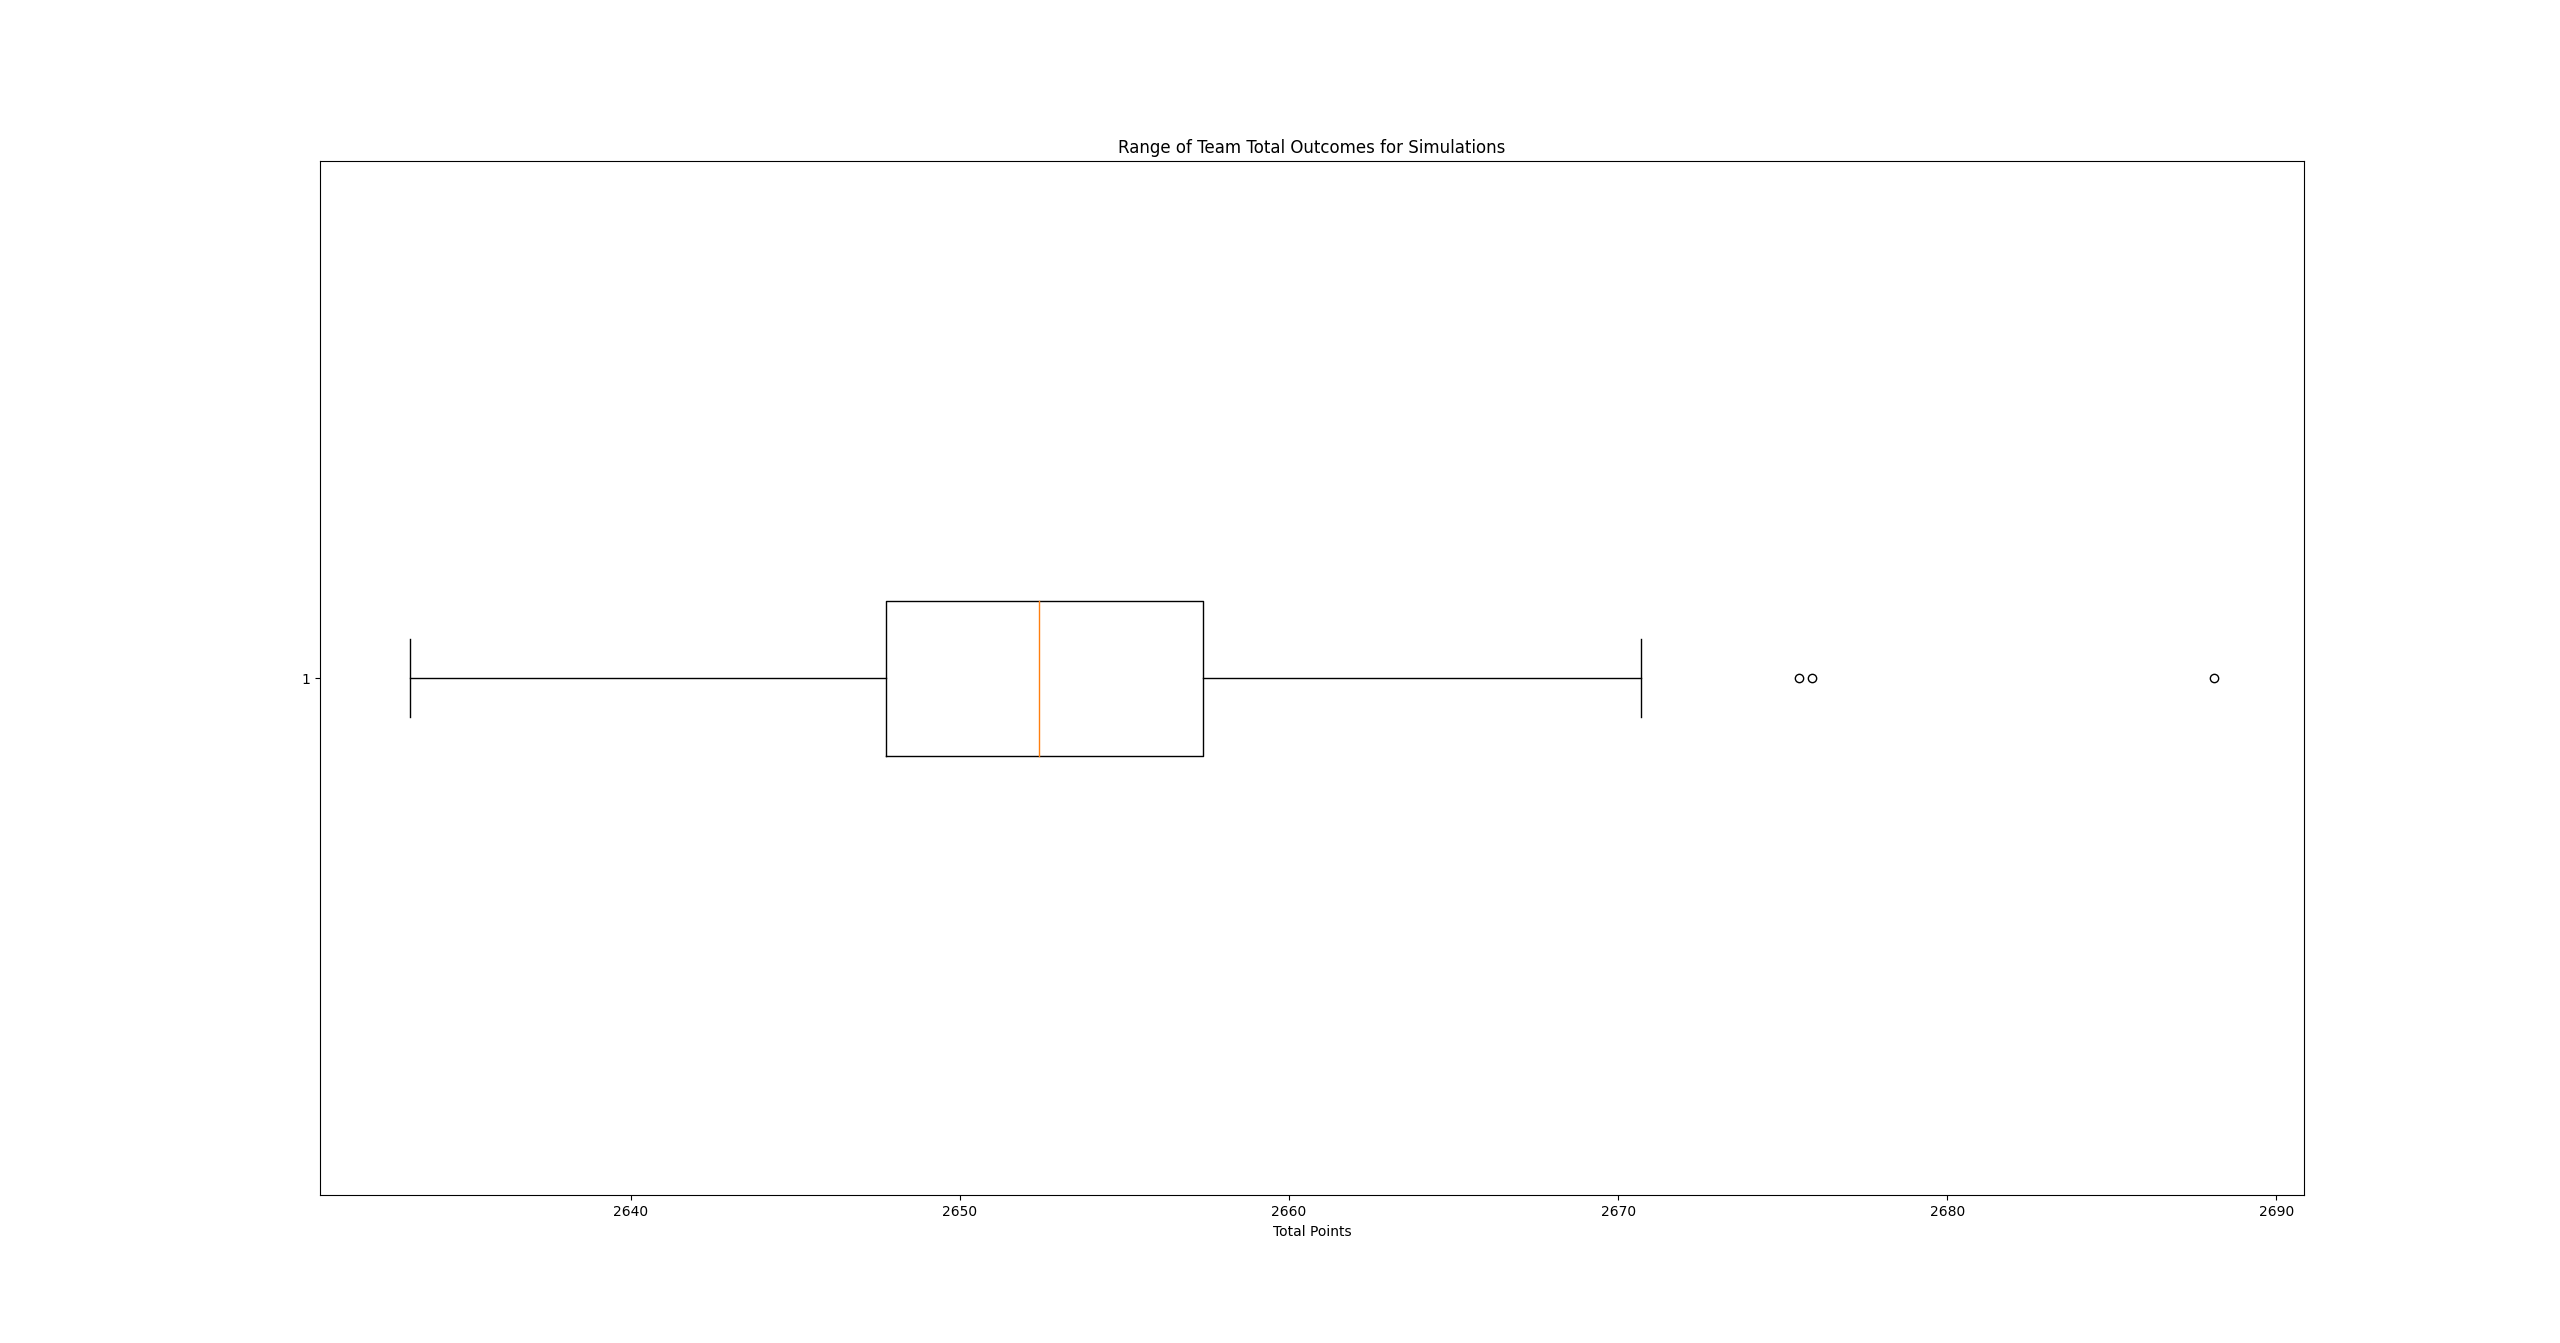 Range of Team Total Outcomes for Simulations
1
2640 2650 2660 2670 2680 2690
Total Points